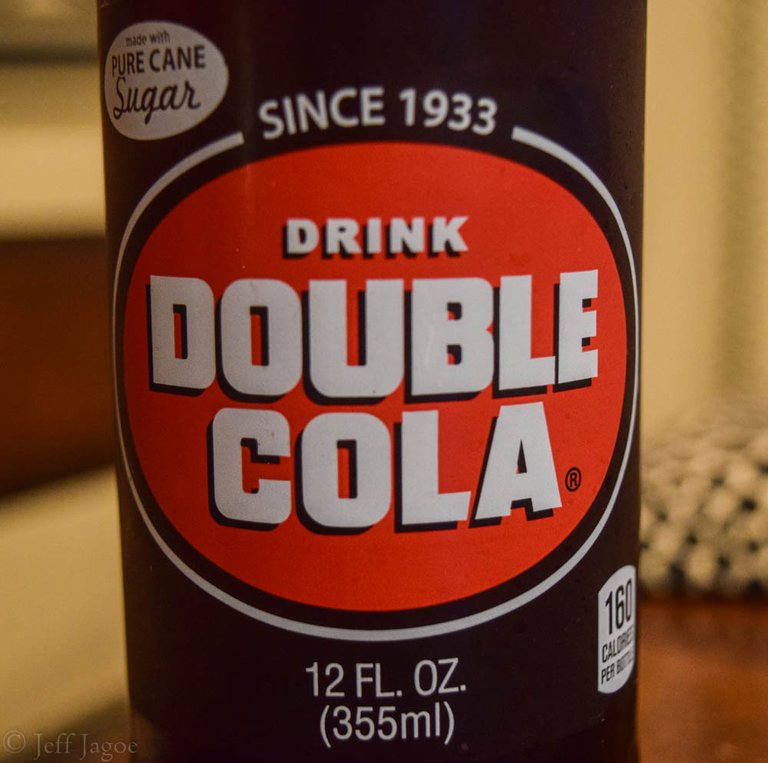 made with
PURE CANE
Sugar
SINCE 1933
DRINK
DOUBLE
COLA®
160
CALORIES
PER BOTTLE
12 FL. OZ.
(355ml)
© Jeff Jagoe